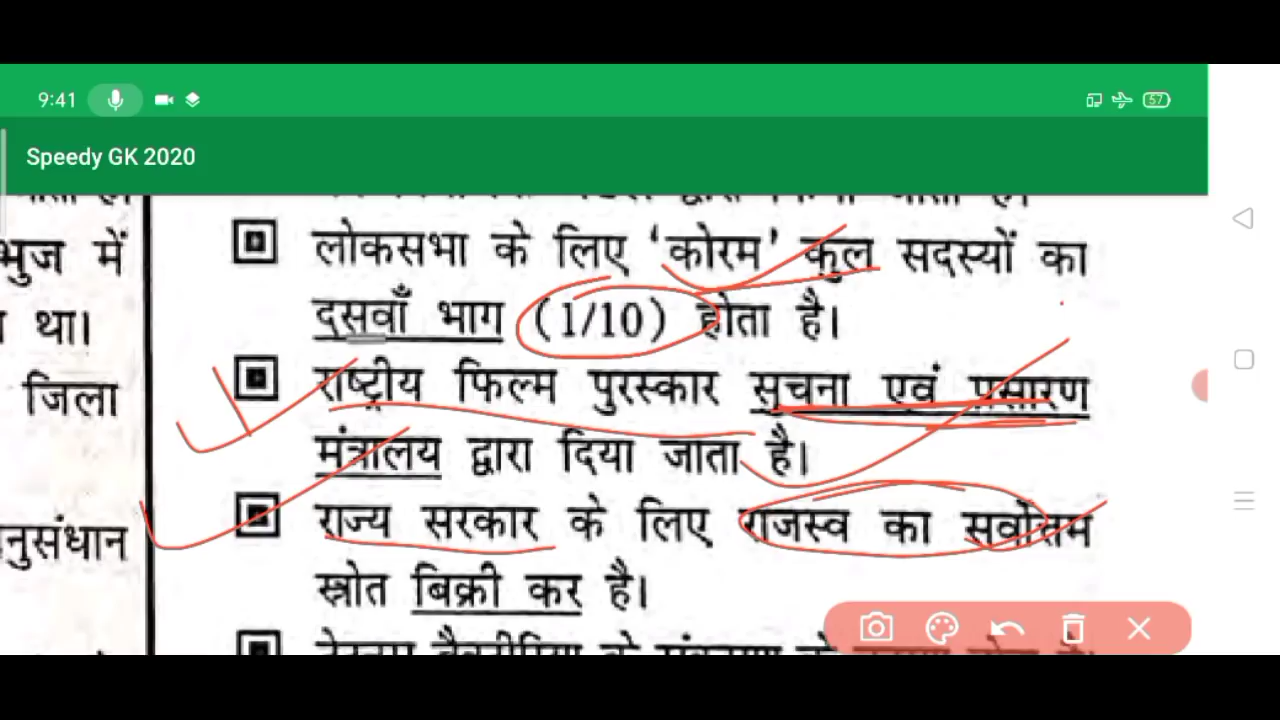 9:41
57
Speedy GK 2020
भुज में
था।
जिला
नुसंधान
लोकसभा के लिए ‘कोरम’ कुल सदस्यों का
दसवाँ भाग (1/10) होता है।
राष्ट्रीय फिल्म पुरस्कार सुचना एवं प्रसारण
मंत्रालय द्वारा दिया जाता है।
राज्य सरकार के लिए राजस्व का सर्वोत्तम
स्त्रोत बिक्री कर है।